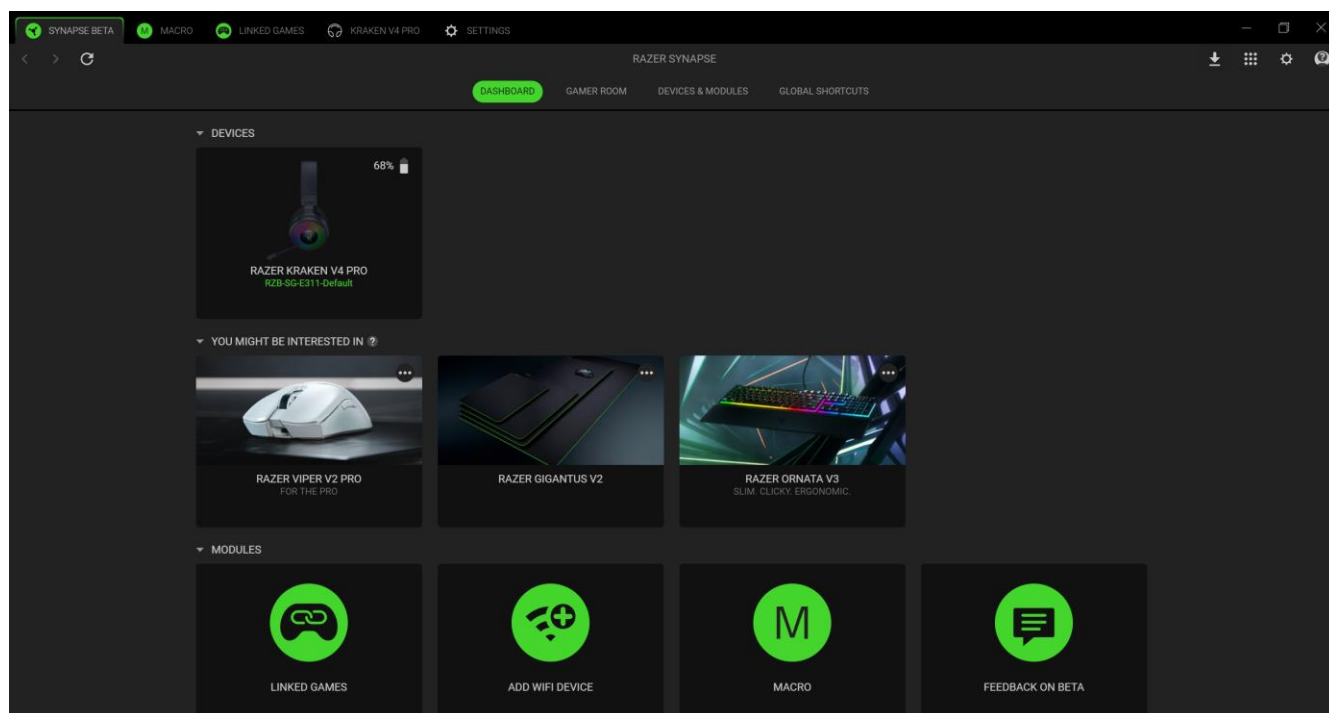 SYNAPSE BETA
M MACRO
LINKED GAMES
KRAKEN V4 PRO
SETTINGS
RAZER SYNAPSE
DASHBOARD
GAMER ROOM
DEVICES & MODULES
GLOBAL SHORTCUTS
DEVICES
68%
RAZER KRAKEN V4 PRO
RZB-SG-E311-Default
YOU MIGHT BE INTERESTED IN ?
RAZER VIPER V2 PRO
FOR THE PRO
RAZER GIGANTUS V2
RAZER ORNATA V3
SLIM. CLICKY. ERGONOMIC.
MODULES
LINKED GAMES
ADD WIFI DEVICE
M
MACRO
FEEDBACK ON BETA